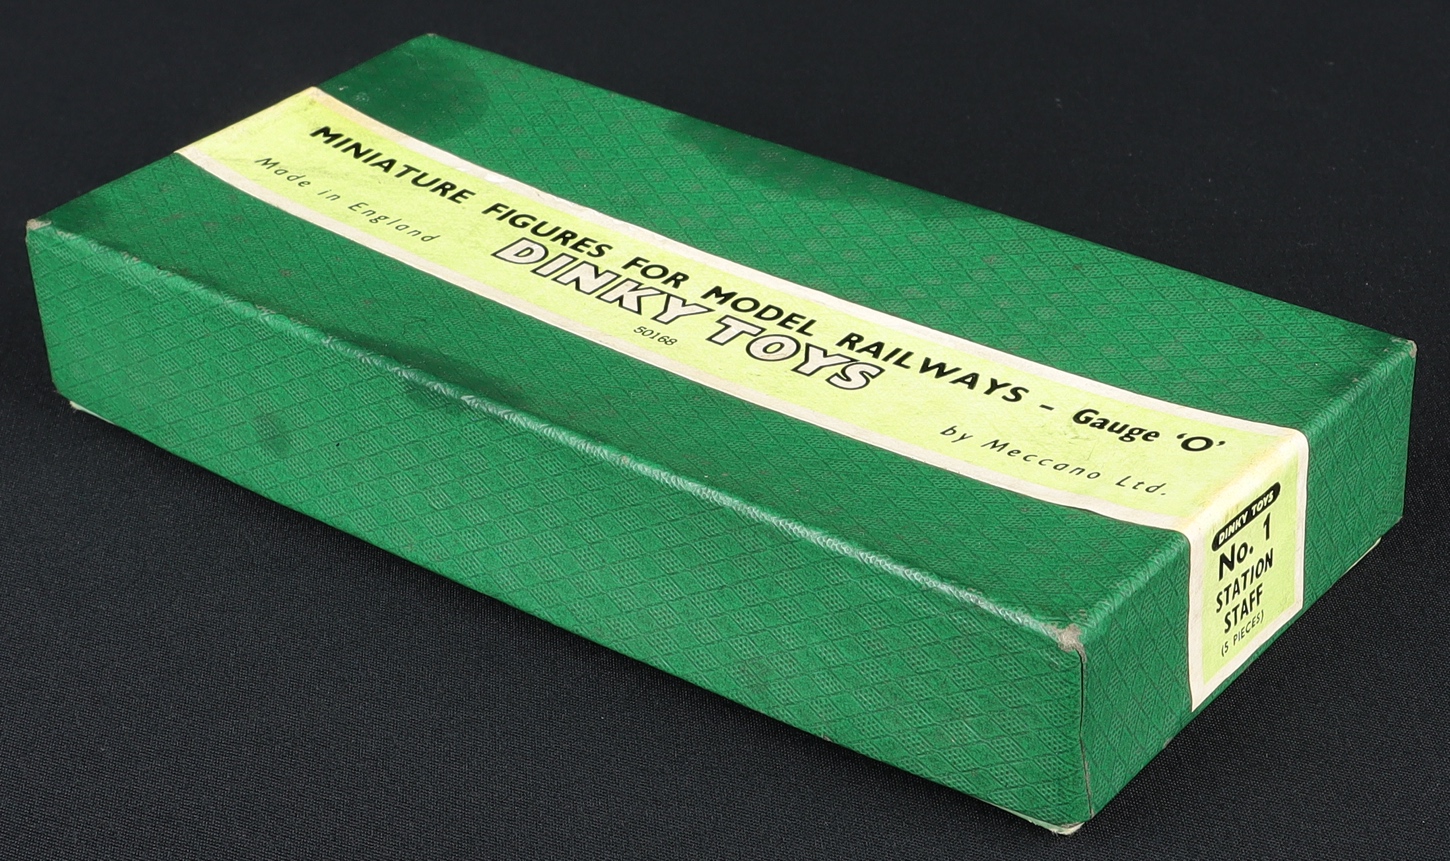 MINIATURE FIGURES FOR MODEL RAILWAYS - Gauge 'O'
Made in England
DINKY TOYS
50168
by Meccano Ltd.
DINKY TOYS
No. 1
STATION
STAFF
(5 PIECES)